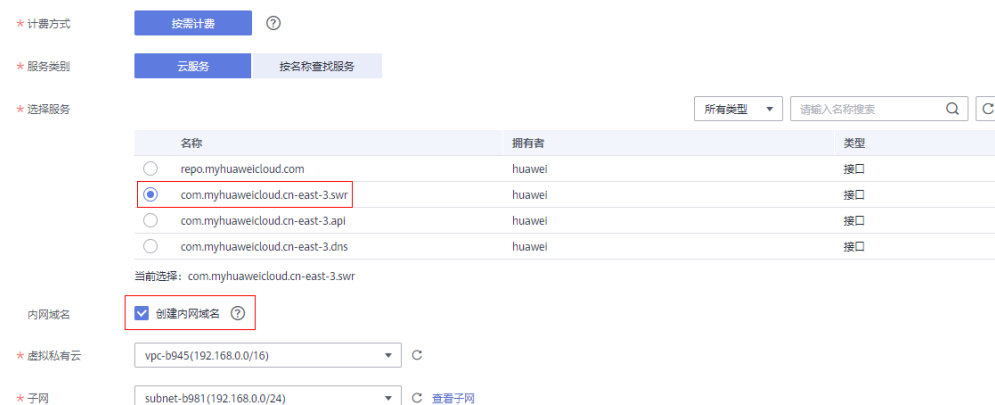 * 计费方式 按需计费 ?
* 服务类别 云服务 按名称查找服务
* 选择服务 所有类型 请输入名称搜索
名称 拥有者 类型
repo.myhuaweicloud.com huawei 接口
com.myhuaweicloud.cn-east-3.swr huawei 接口
com.myhuaweicloud.cn-east-3.api huawei 接口
com.myhuaweicloud.cn-east-3.dns huawei 接口
当前选择：com.myhuaweicloud.cn-east-3.swr
内网域名 创建内网域名 ?
* 虚拟私有云 vpc-b945(192.168.0.0/16)
* 子网 subnet-b981(192.168.0.0/24) 查看子网